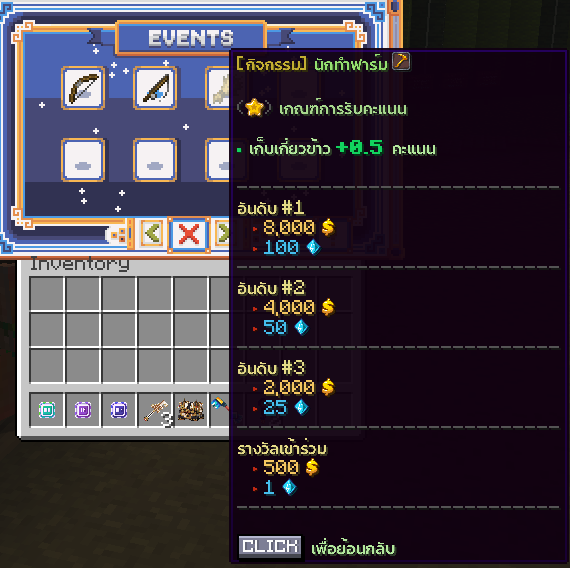 EVENTS
[กิจกรรม] นักทำฟาร์ม
เกณฑ์การรับคะแนน
• เก็บเกี่ยวข้าว +0.5 คะแนน
อันดับ #1
8,000 $
100
อันดับ #2
4,000 $
50
อันดับ #3
2,000 $
25
รางวัลเข้าร่วม
500 $
1
CLICK เพื่อย้อนกลับ
Inventory
3